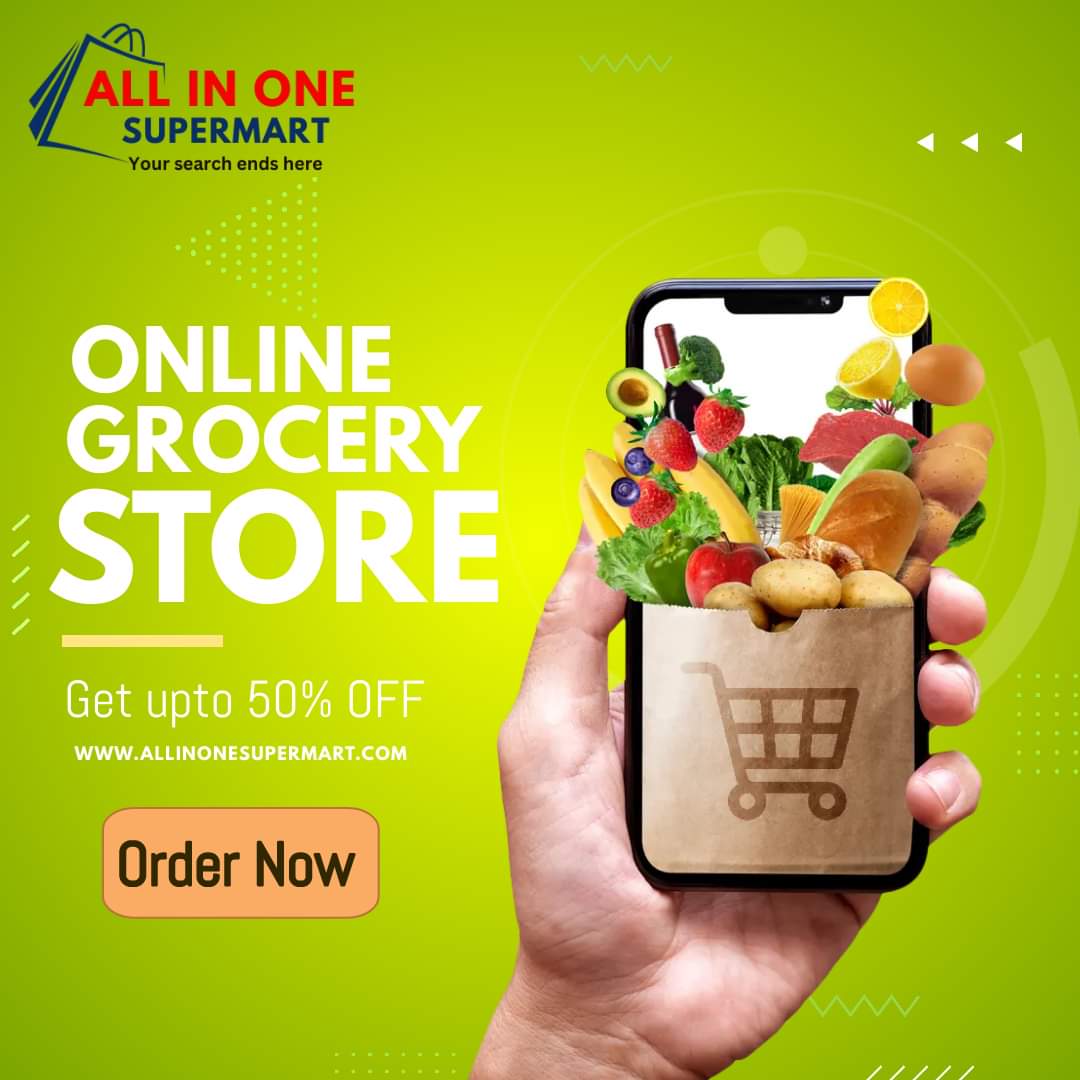 ALL IN ONE
SUPERMART
Your search ends here
ONLINE
GROCERY
STORE
Get upto 50% OFF
WWW.ALLINONESUPERMART.COM
Order Now